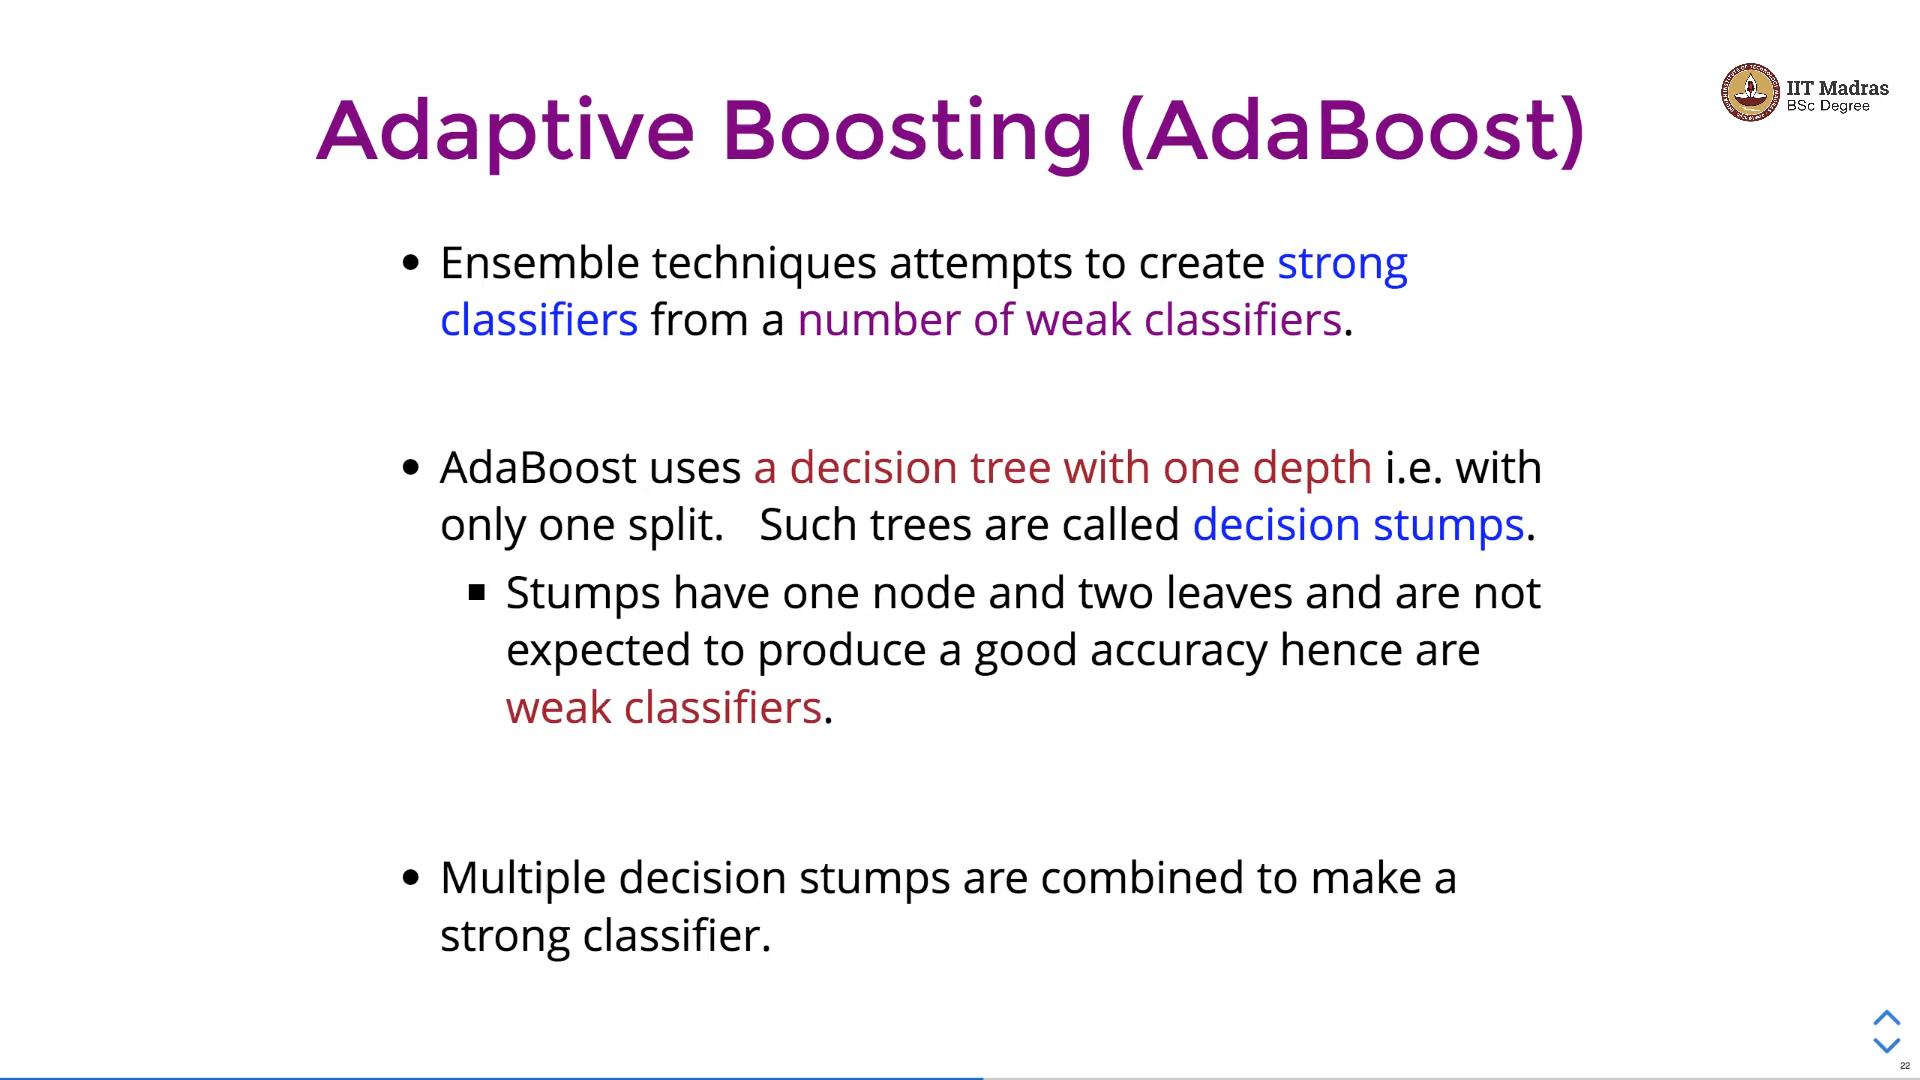 IIT Madras
BSc Degree
Adaptive Boosting (AdaBoost)
• Ensemble techniques attempts to create strong
classifiers from a number of weak classifiers.
• AdaBoost uses a decision tree with one depth i.e. with
only one split. Such trees are called decision stumps.
▪ Stumps have one node and two leaves and are not
expected to produce a good accuracy hence are
weak classifiers.
• Multiple decision stumps are combined to make a
strong classifier.
22